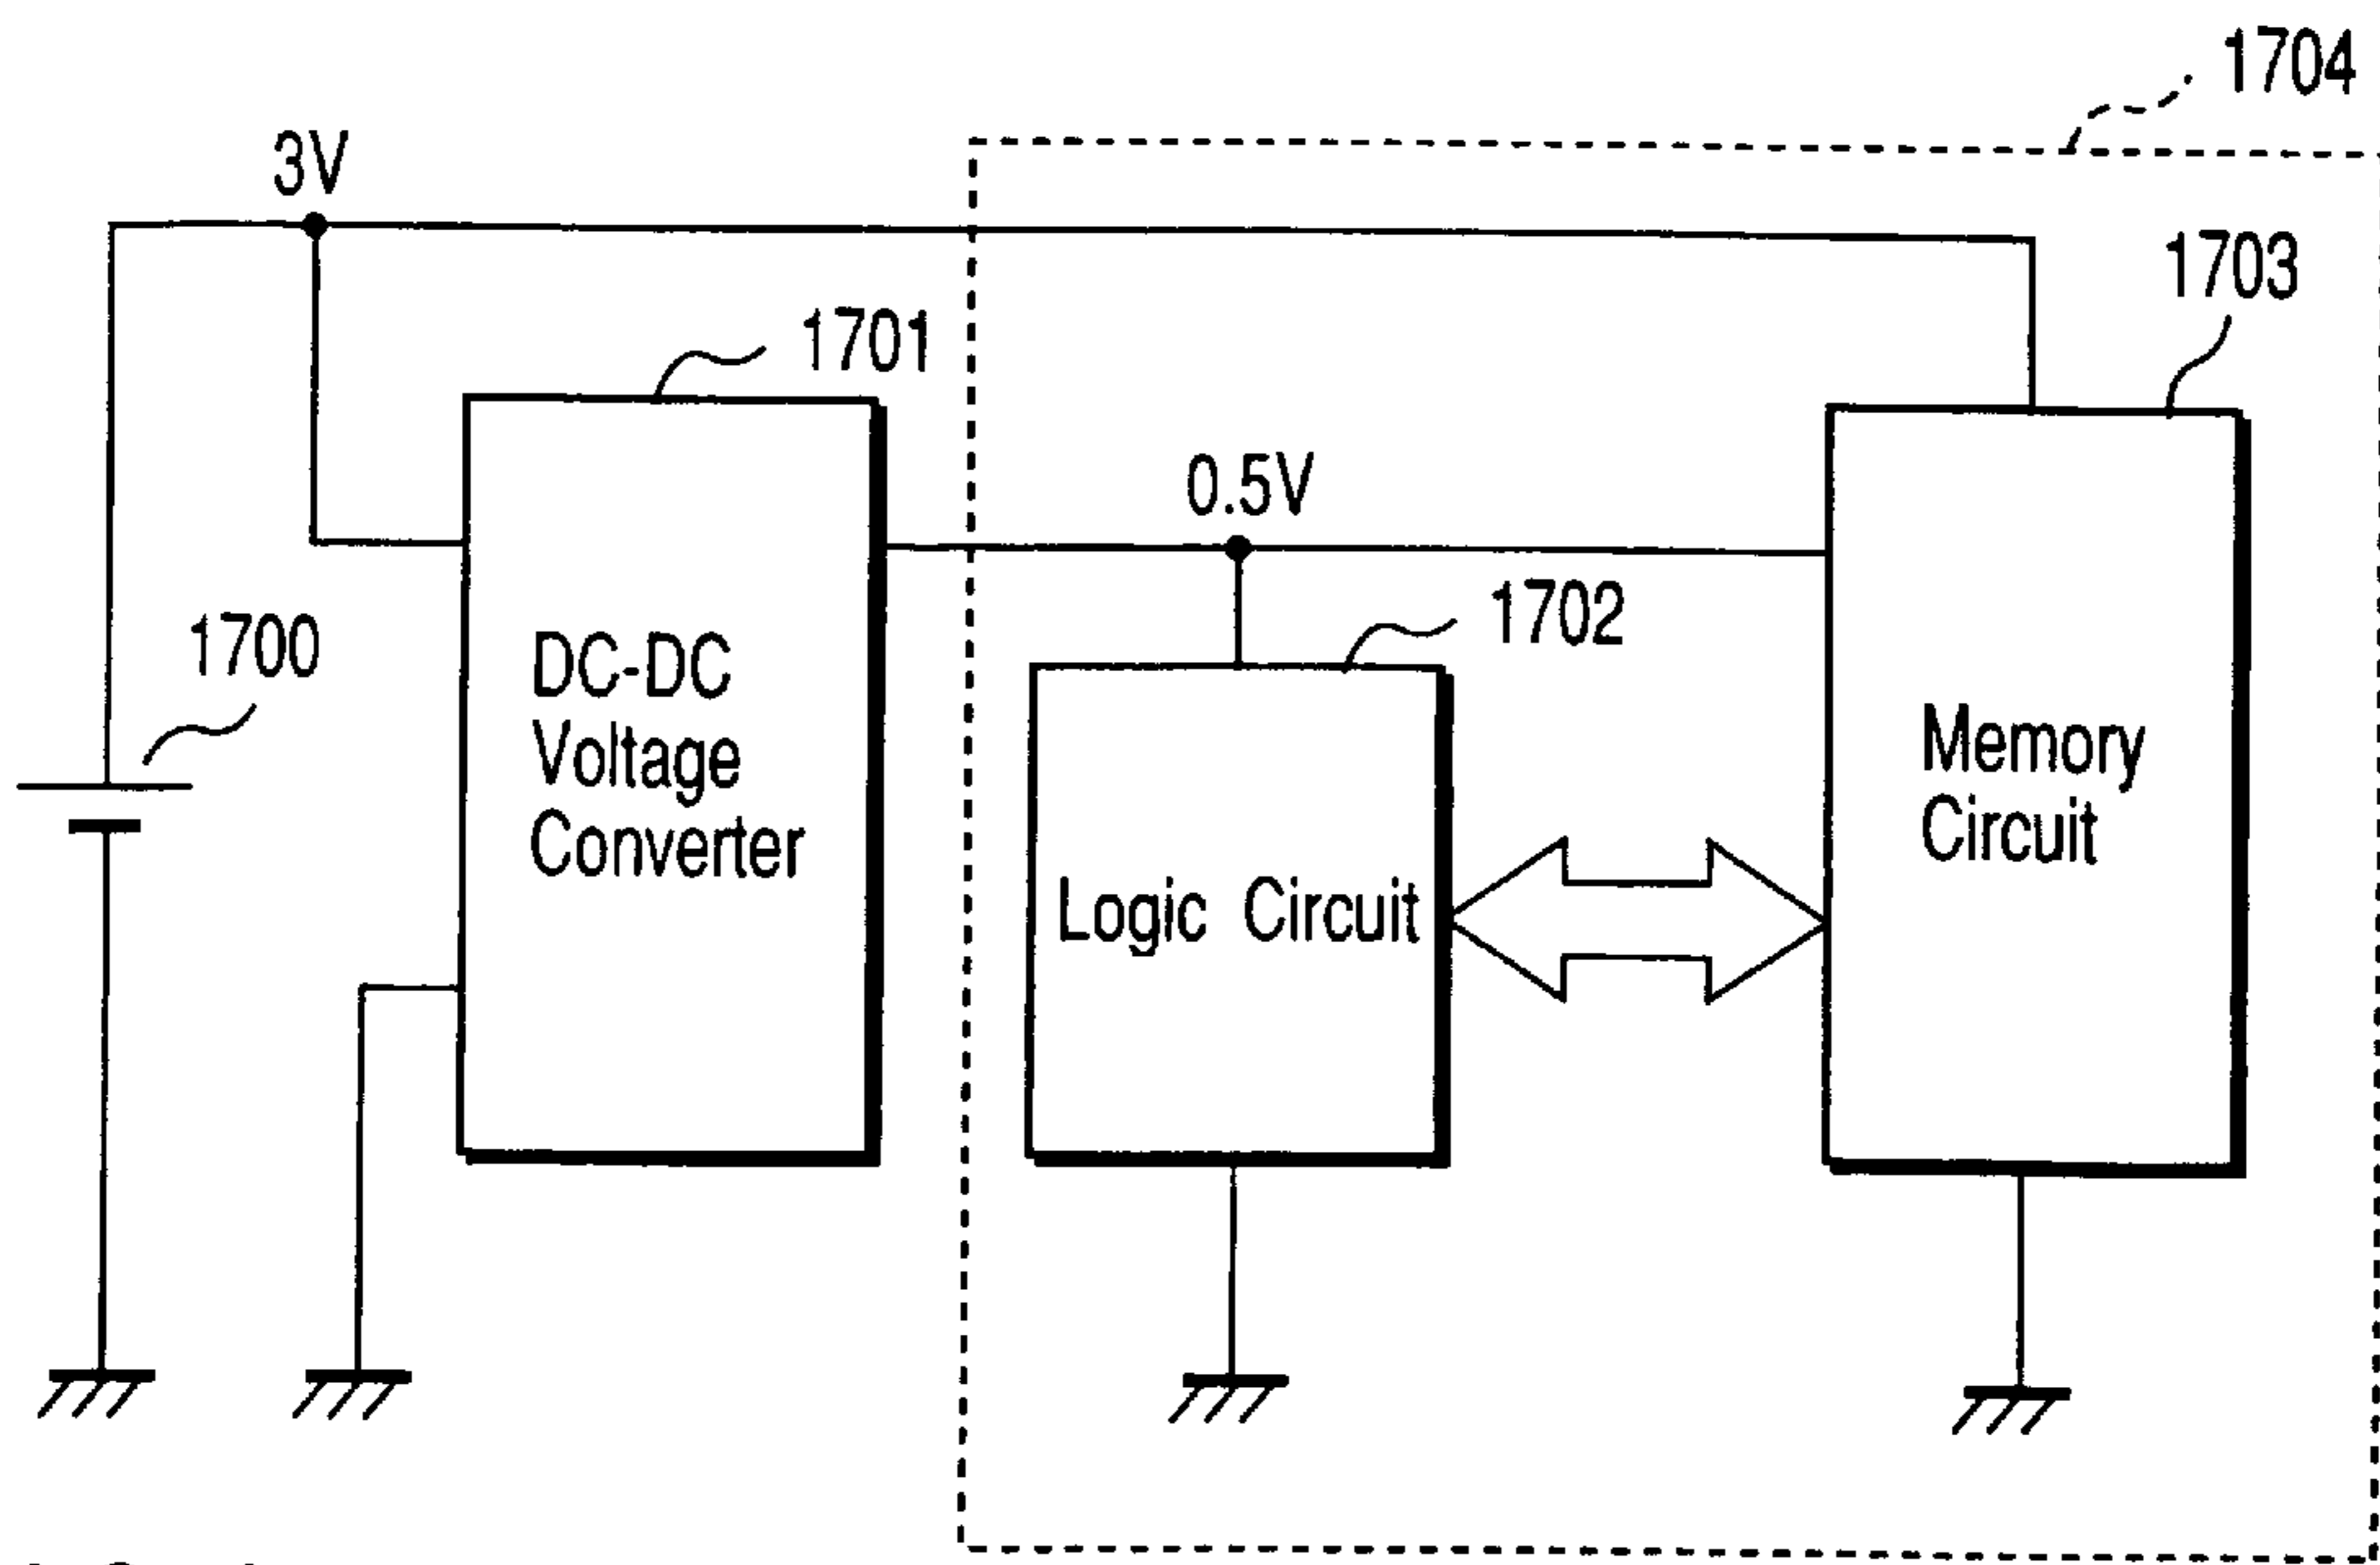 1704
3V
1703
1701
0.5V
1702
1700
DC-DC
Voltage
Converter
Memory
Circuit
Logic Circuit